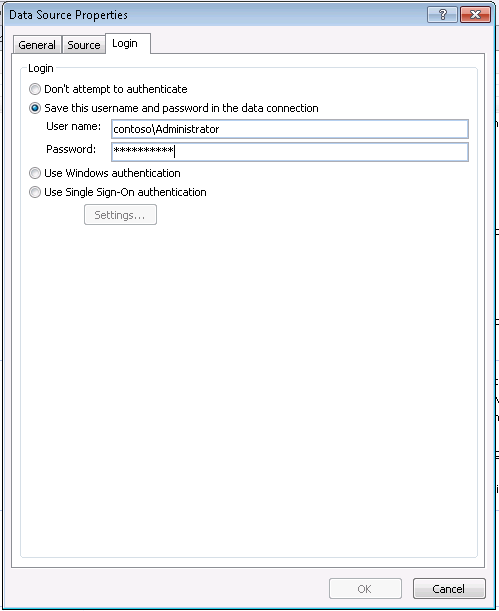 Data Source Properties
?
General Source Login
Login
Don't attempt to authenticate
Save this username and password in the data connection
User name: contoso\Administrator
Password: **********
Use Windows authentication
Use Single Sign-On authentication
Settings...
OK Cancel